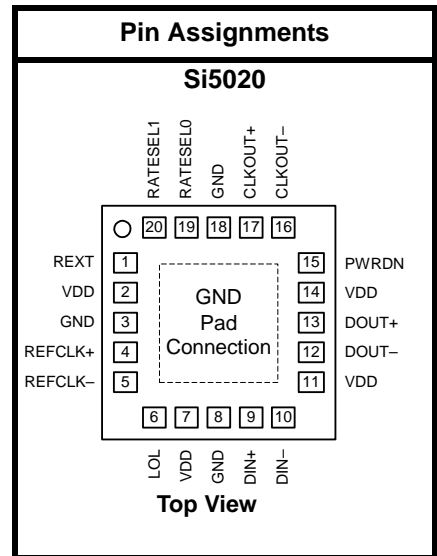 Pin Assignments
Si5020
RATESEL1
RATESEL0
GND
CLKOUT+
CLKOUT–
20 19 18 17 16
REXT 1 15 PWRDN
VDD 2 14 VDD
GND 3 13 DOUT+
REFCLK+ 4 12 DOUT–
REFCLK– 5 11 VDD
GND
Pad
Connection
6 7 8 9 10
LOL
VDD
GND
DIN+
DIN–
Top View